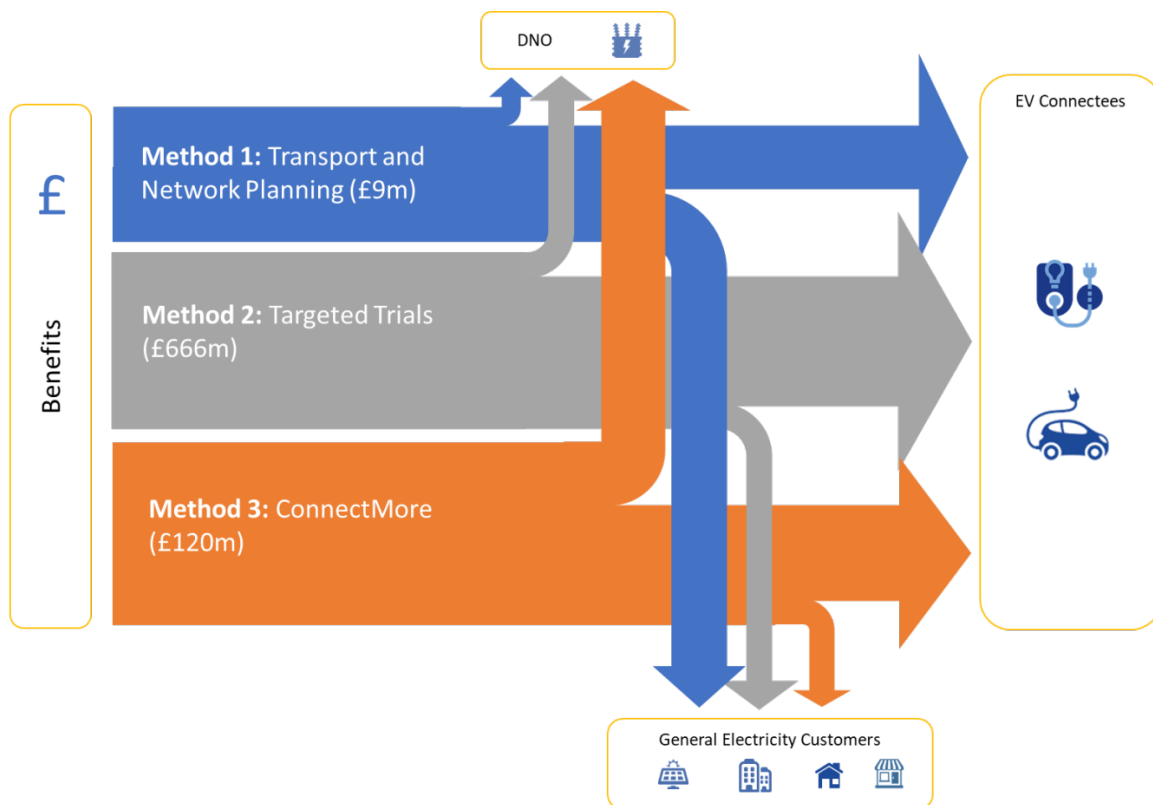 DNO
EV Connectees
£
Benefits
Method 1: Transport and
Network Planning (£9m)
Method 2: Targeted Trials
(£666m)
Method 3: ConnectMore
(£120m)
General Electricity Customers